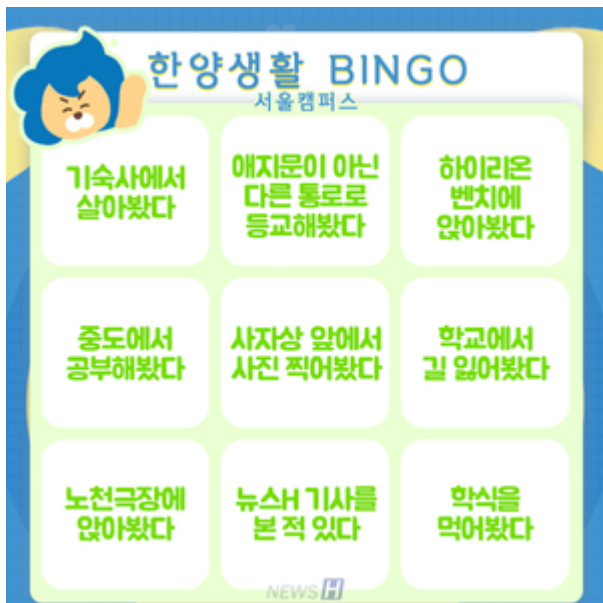 한양생활 BINGO
서울캠퍼스
기숙사에서
살아봤다
애지문이 아닌
다른 통로로
등교해봤다
하이리온
벤치에
앉아봤다
중도에서
공부해봤다
사자상 앞에서
사진 찍어봤다
학교에서
길 잃어봤다
노천극장에
앉아봤다
뉴스H 기사를
본 적 있다
학식을
먹어봤다
NEWS H